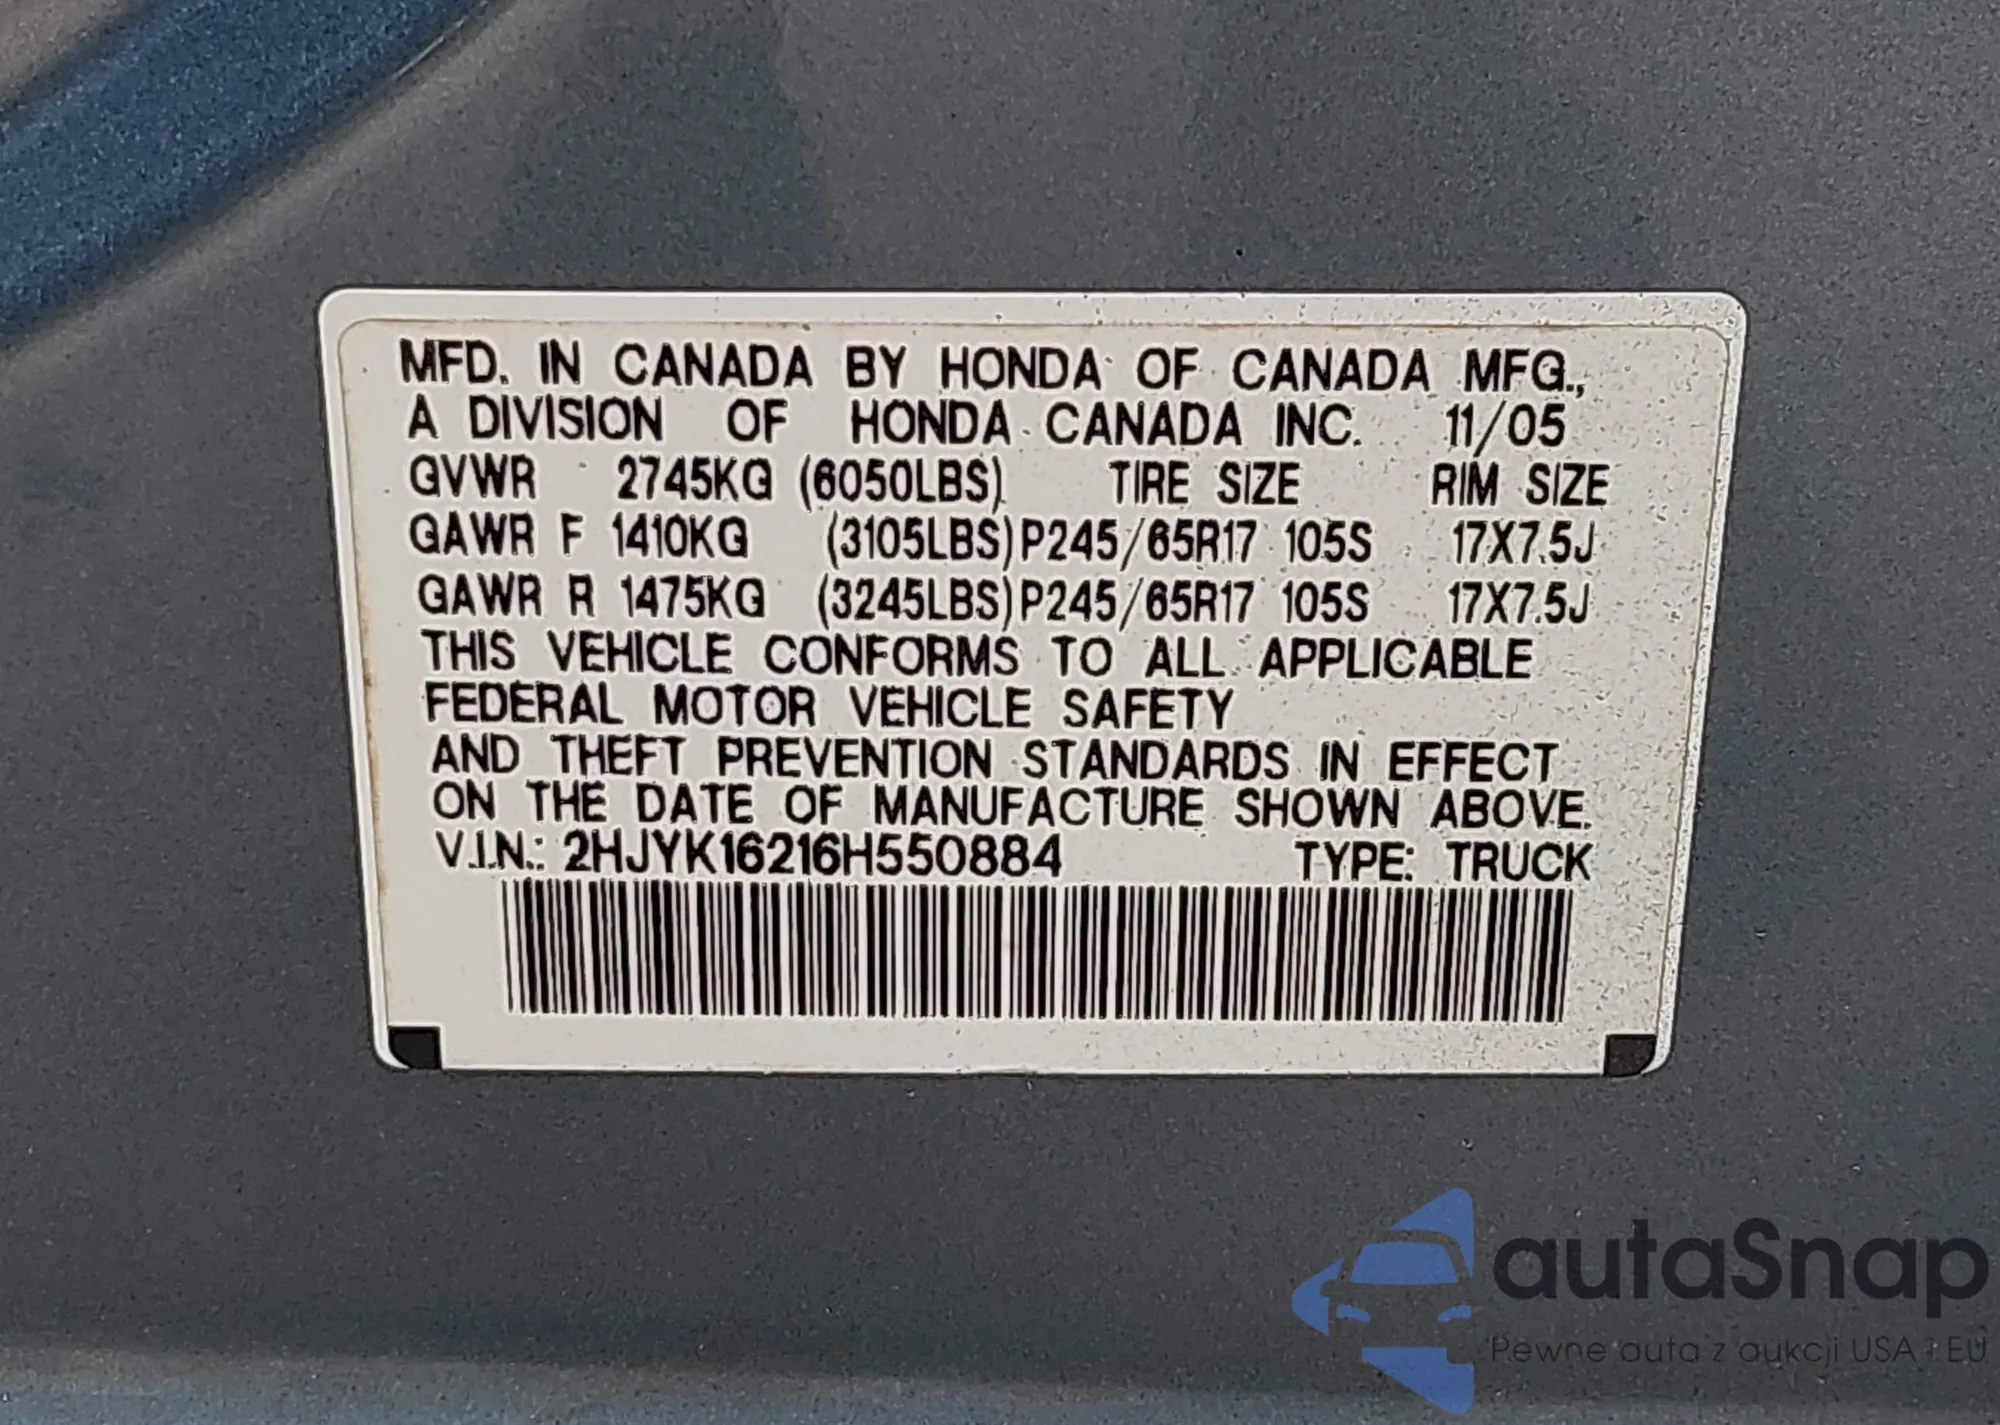 MFD. IN CANADA BY HONDA OF CANADA MFG.,
A DIVISION OF HONDA CANADA INC. 11/05
GVWR 2745KG (6050LBS) TIRE SIZE RIM SIZE
GAWR F 1410KG (3105LBS) P245/65R17 105S 17X7.5J
GAWR R 1475KG (3245LBS) P245/65R17 105S 17X7.5J
THIS VEHICLE CONFORMS TO ALL APPLICABLE
FEDERAL MOTOR VEHICLE SAFETY
AND THEFT PREVENTION STANDARDS IN EFFECT
ON THE DATE OF MANUFACTURE SHOWN ABOVE.
V.I.N.: 2HJYK16216H550884 TYPE: TRUCK
autaSnap
Pewne auta z aukcji USA i EU